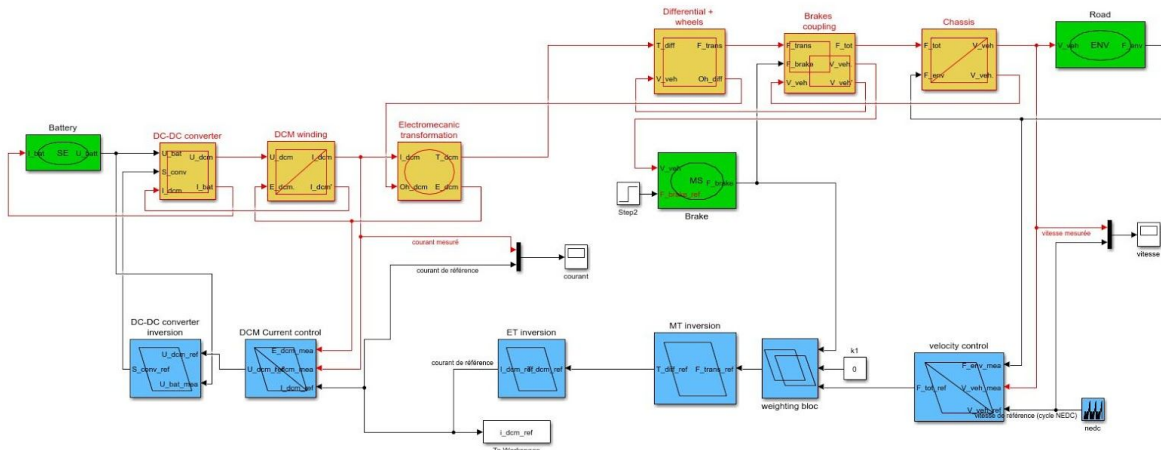 Differential +
wheels
T_diff
F_trans
V_veh
Oh_diff
Brakes
coupling
F_trans
F_tot
F_brake
V_veh
V_veh
V_veh'
Chassis
F_tot
V_veh
F_env
V_veh.
Road
V_veh
ENV
F_env
Battery
I_bat
SE
U_bat
DC-DC converter
U_bat
U_dcm
S_conv
I_dcm
I_bat
DCM winding
U_dcm
I_dcm
E_dcm.
I_dcm'
Electromecanic
transformation
I_dcm
T_dcm
Oh_dcm
E_dcm
V_veh
MS
F_brake
F_brake_ref
Brake
Step2
courant mesuré
courant de référence
courant
vitesse mesurée
vitesse
DC-DC converter
inversion
U_dcm_ref
S_conv_ref
U_bat_mea
DCM Current control
E_dcm_mea
U_dcm_ref
I_dcm_mea
I_dcm_ref
courant de référence
ET inversion
I_dcm_ref
T_dcm_ref
MT inversion
T_diff_ref
F_trans_ref
k1
0
weighting bloc
velocity control
F_env_mea
F_tot_ref
V_veh_mea
V_veh_ref
vitesse de référence (cycle NEDC)
nedc
i_dcm_ref
To Workspace